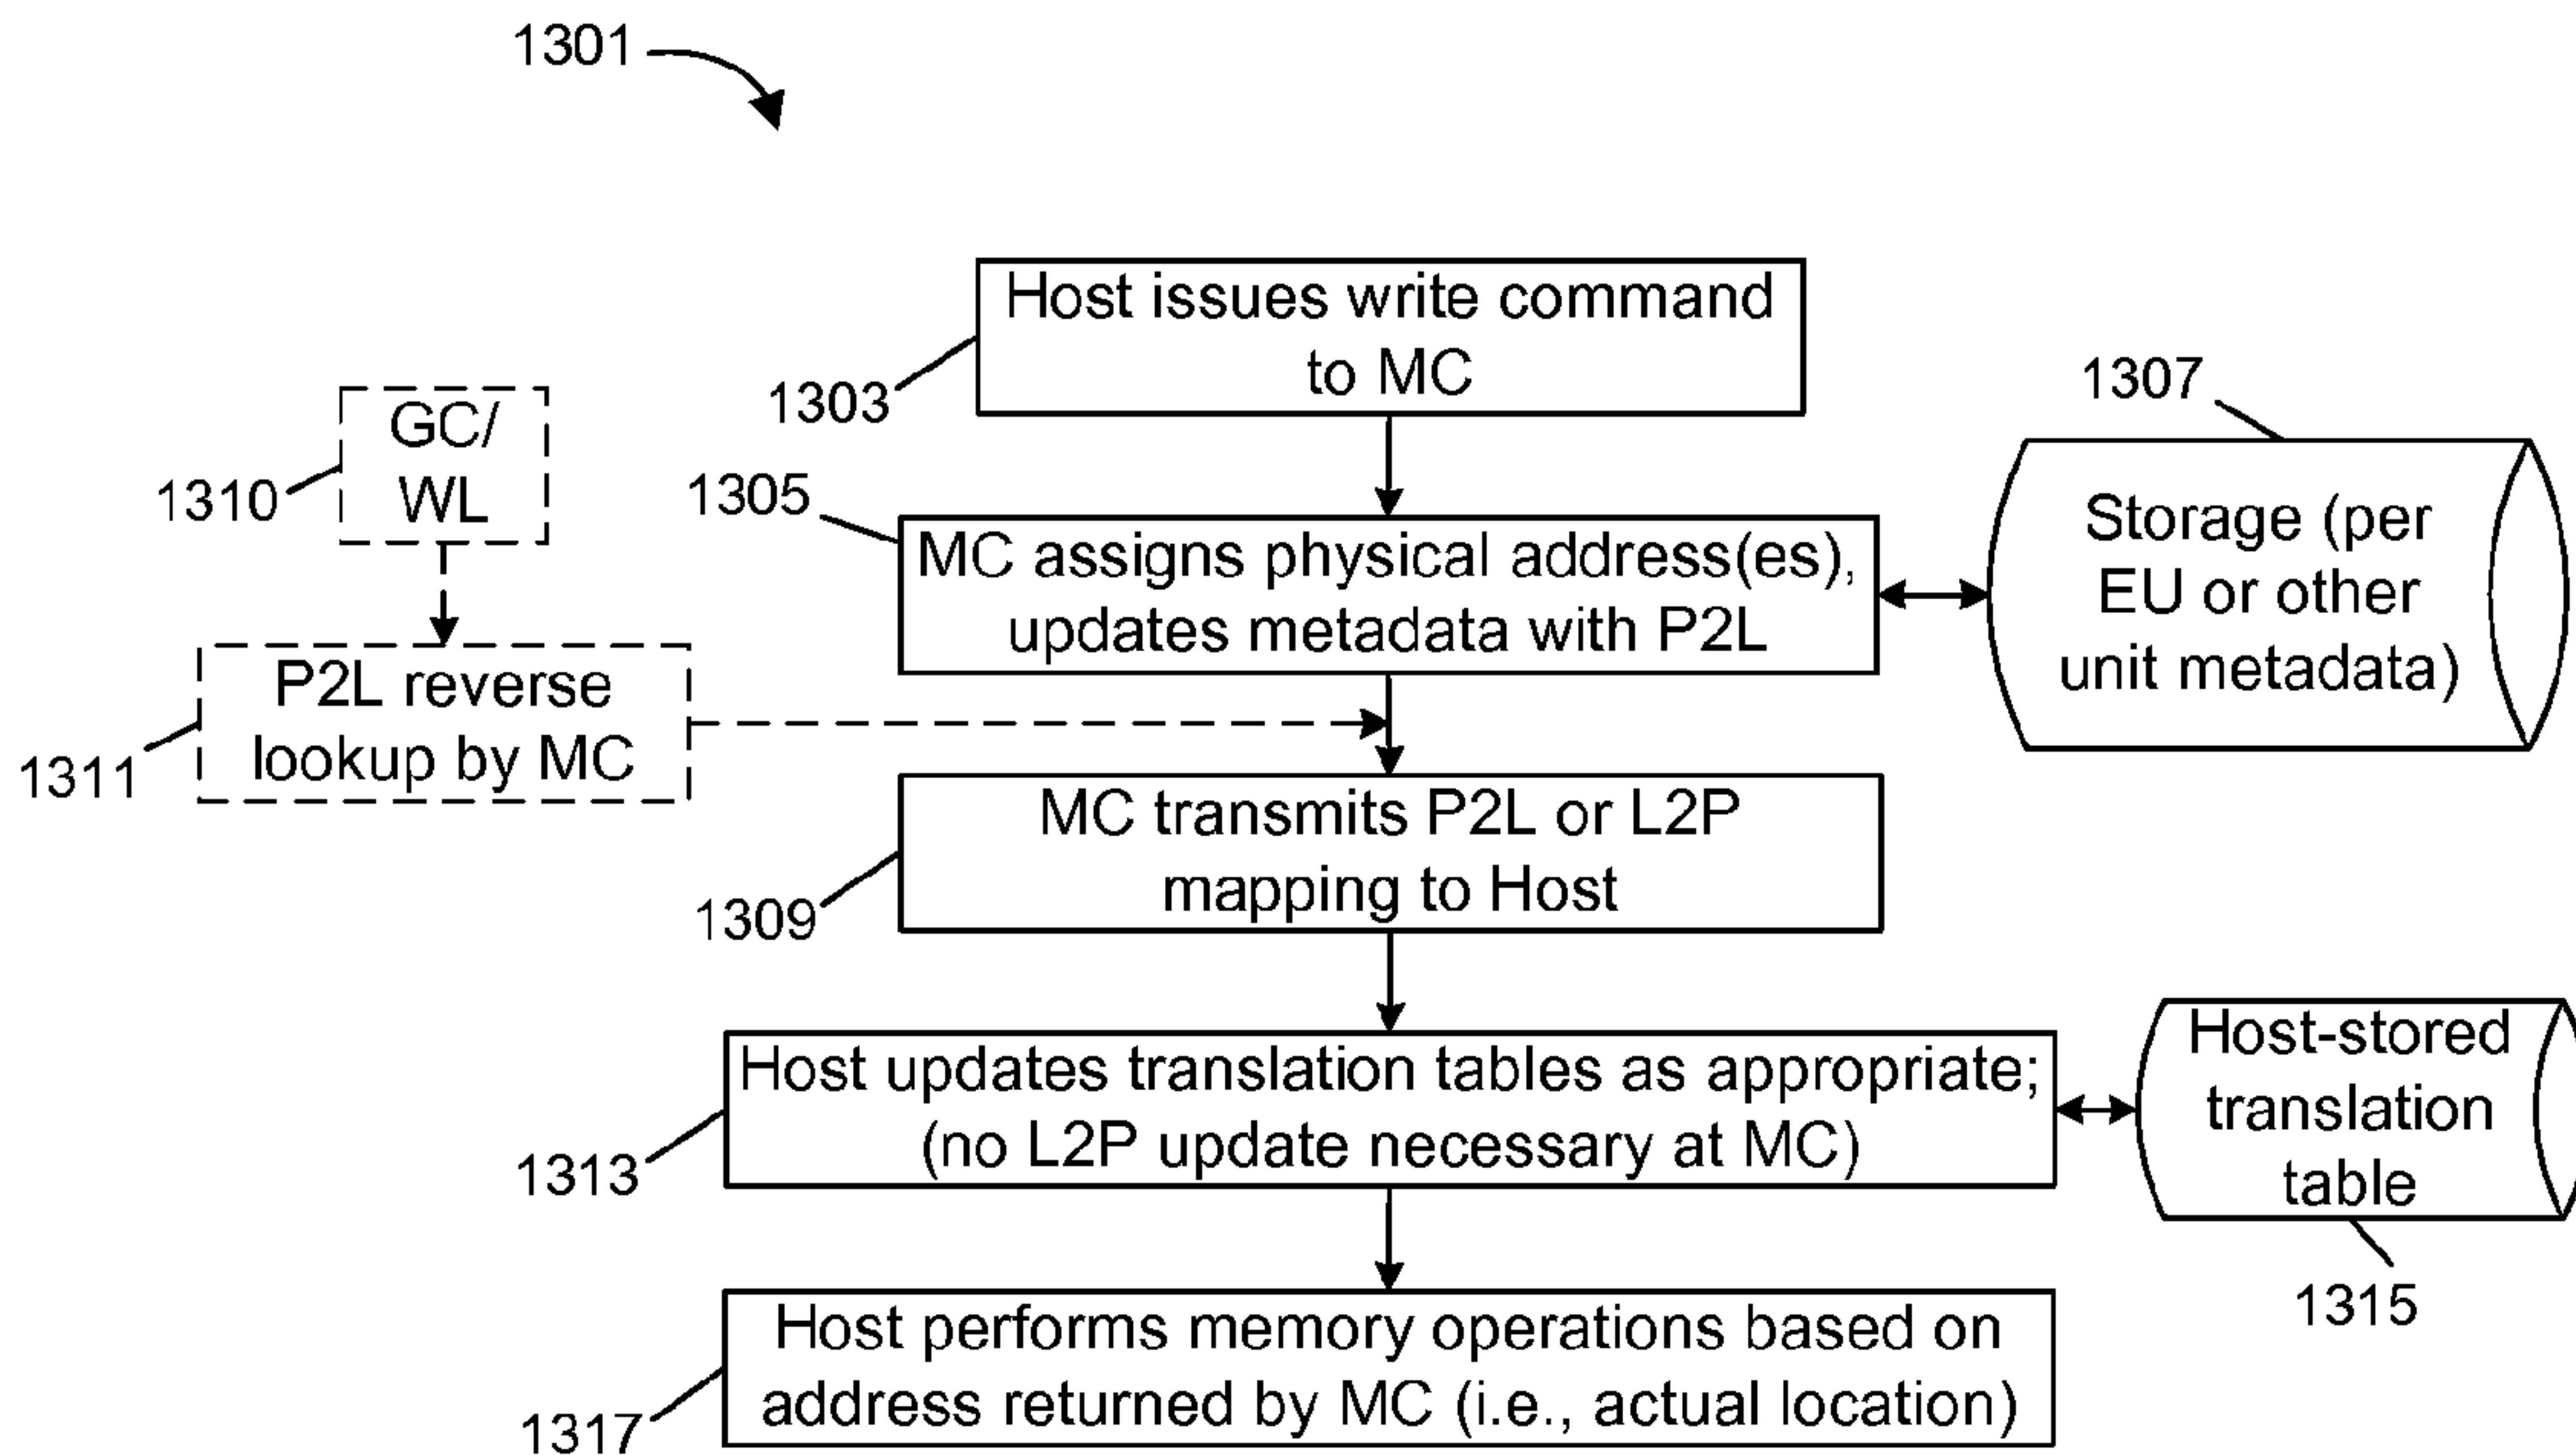 1301
Host issues write command
to MC
1303
1307
GC/
WL
1310
1305
MC assigns physical address(es),
updates metadata with P2L
Storage (per
EU or other
unit metadata)
P2L reverse
lookup by MC
1311
MC transmits P2L or L2P
mapping to Host
1309
Host updates translation tables as appropriate;
(no L2P update necessary at MC)
1313
Host-stored
translation
table
1315
Host performs memory operations based on
address returned by MC (i.e., actual location)
1317